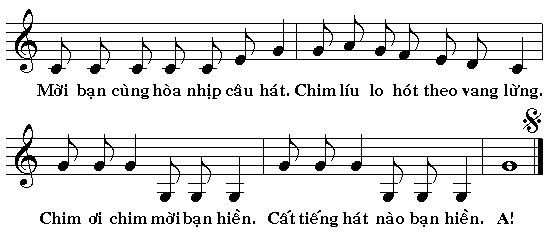 Mời bạn cùng hòa nhịp câu hát. Chim líu lo hót theo vang lừng.
Chim ơi chim mời bạn hiền. Cất tiếng hát nào bạn hiền. A!